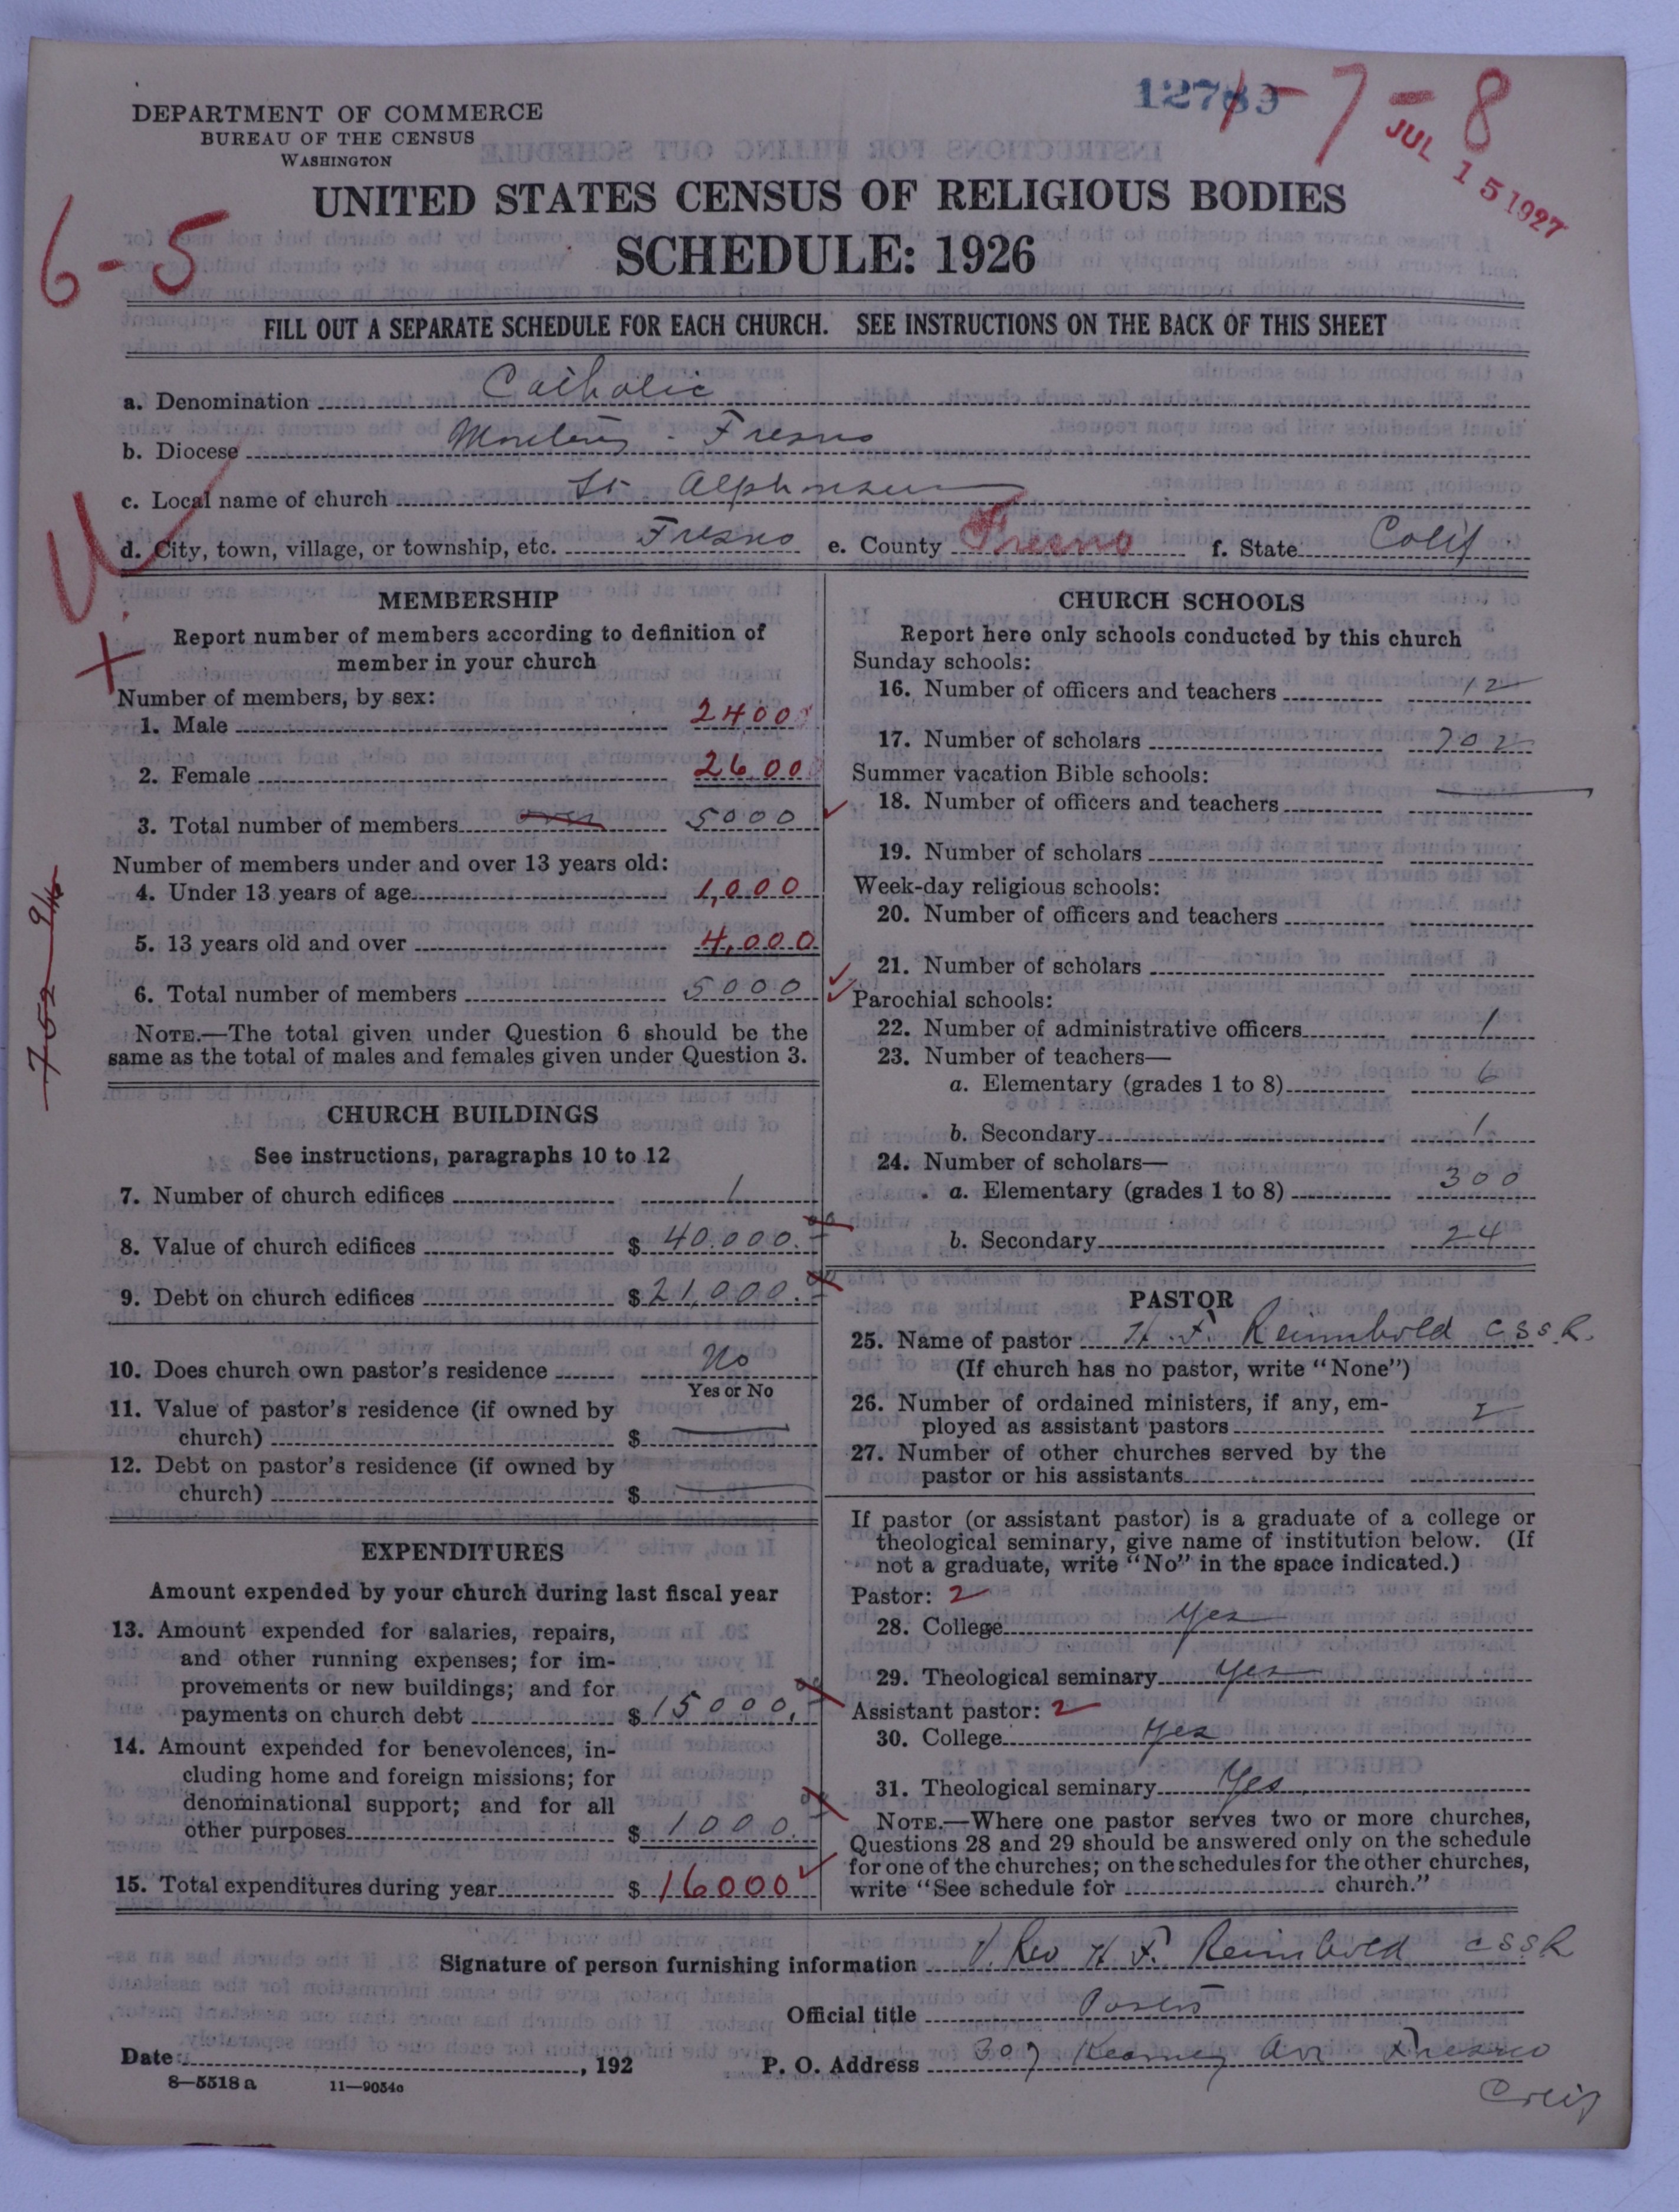 12789
1-7-8
JUL 15 1927
DEPARTMENT OF COMMERCE
BUREAU OF THE CENSUS
WASHINGTON
UNITED STATES CENSUS OF RELIGIOUS BODIES
SCHEDULE: 1926
6-5
FILL OUT A SEPARATE SCHEDULE FOR EACH CHURCH. SEE INSTRUCTIONS ON THE BACK OF THIS SHEET
a. Denomination Catholic
b. Diocese Monterey - Fresno
c. Local name of church St. Alphonsus
d. City, town, village, or township, etc. Fresno e. County Fresno f. State Calif
U
MEMBERSHIP
Report number of members according to definition of
member in your church
Number of members, by sex:
1. Male 2400
2. Female 2600
3. Total number of members over 5000
Number of members under and over 13 years old:
4. Under 13 years of age 1,000
5. 13 years old and over 4,000
6. Total number of members 5000
NOTE.—The total given under Question 6 should be the
same as the total of males and females given under Question 3.
CHURCH BUILDINGS
See instructions, paragraphs 10 to 12
7. Number of church edifices 1
8. Value of church edifices $ 40.000.
9. Debt on church edifices $ 21,000.
10. Does church own pastor's residence No
Yes or No
11. Value of pastor's residence (if owned by
church) $
12. Debt on pastor's residence (if owned by
church) $
EXPENDITURES
Amount expended by your church during last fiscal year
13. Amount expended for salaries, repairs,
and other running expenses; for im-
provements or new buildings; and for
payments on church debt $ 15000.
14. Amount expended for benevolences, in-
cluding home and foreign missions; for
denominational support; and for all
other purposes $ 1000.
15. Total expenditures during year $ 16000
CHURCH SCHOOLS
Report here only schools conducted by this church
Sunday schools:
16. Number of officers and teachers 12
17. Number of scholars 702
Summer vacation Bible schools:
18. Number of officers and teachers
19. Number of scholars
Week-day religious schools:
20. Number of officers and teachers
21. Number of scholars
Parochial schools:
22. Number of administrative officers 1
23. Number of teachers—
a. Elementary (grades 1 to 8) 6
b. Secondary 1
24. Number of scholars—
a. Elementary (grades 1 to 8) 300
b. Secondary 24
PASTOR
25. Name of pastor H. F. Reimbold C.S.S.R.
(If church has no pastor, write "None")
26. Number of ordained ministers, if any, em-
ployed as assistant pastors 2
27. Number of other churches served by the
pastor or his assistants
If pastor (or assistant pastor) is a graduate of a college or
theological seminary, give name of institution below. (If
not a graduate, write "No" in the space indicated.)
Pastor: 2
28. College Yes
29. Theological seminary Yes
Assistant pastor: 2
30. College Yes
31. Theological seminary Yes
NOTE.—Where one pastor serves two or more churches,
Questions 28 and 29 should be answered only on the schedule
for one of the churches; on the schedules for the other churches,
write "See schedule for church."
Signature of person furnishing information V. Rev H. F. Reimbold CSSR
Official title Pastor
Date , 192 P. O. Address 307 Kearney Ave Fresno
Calif
8—5518a 11—9054a